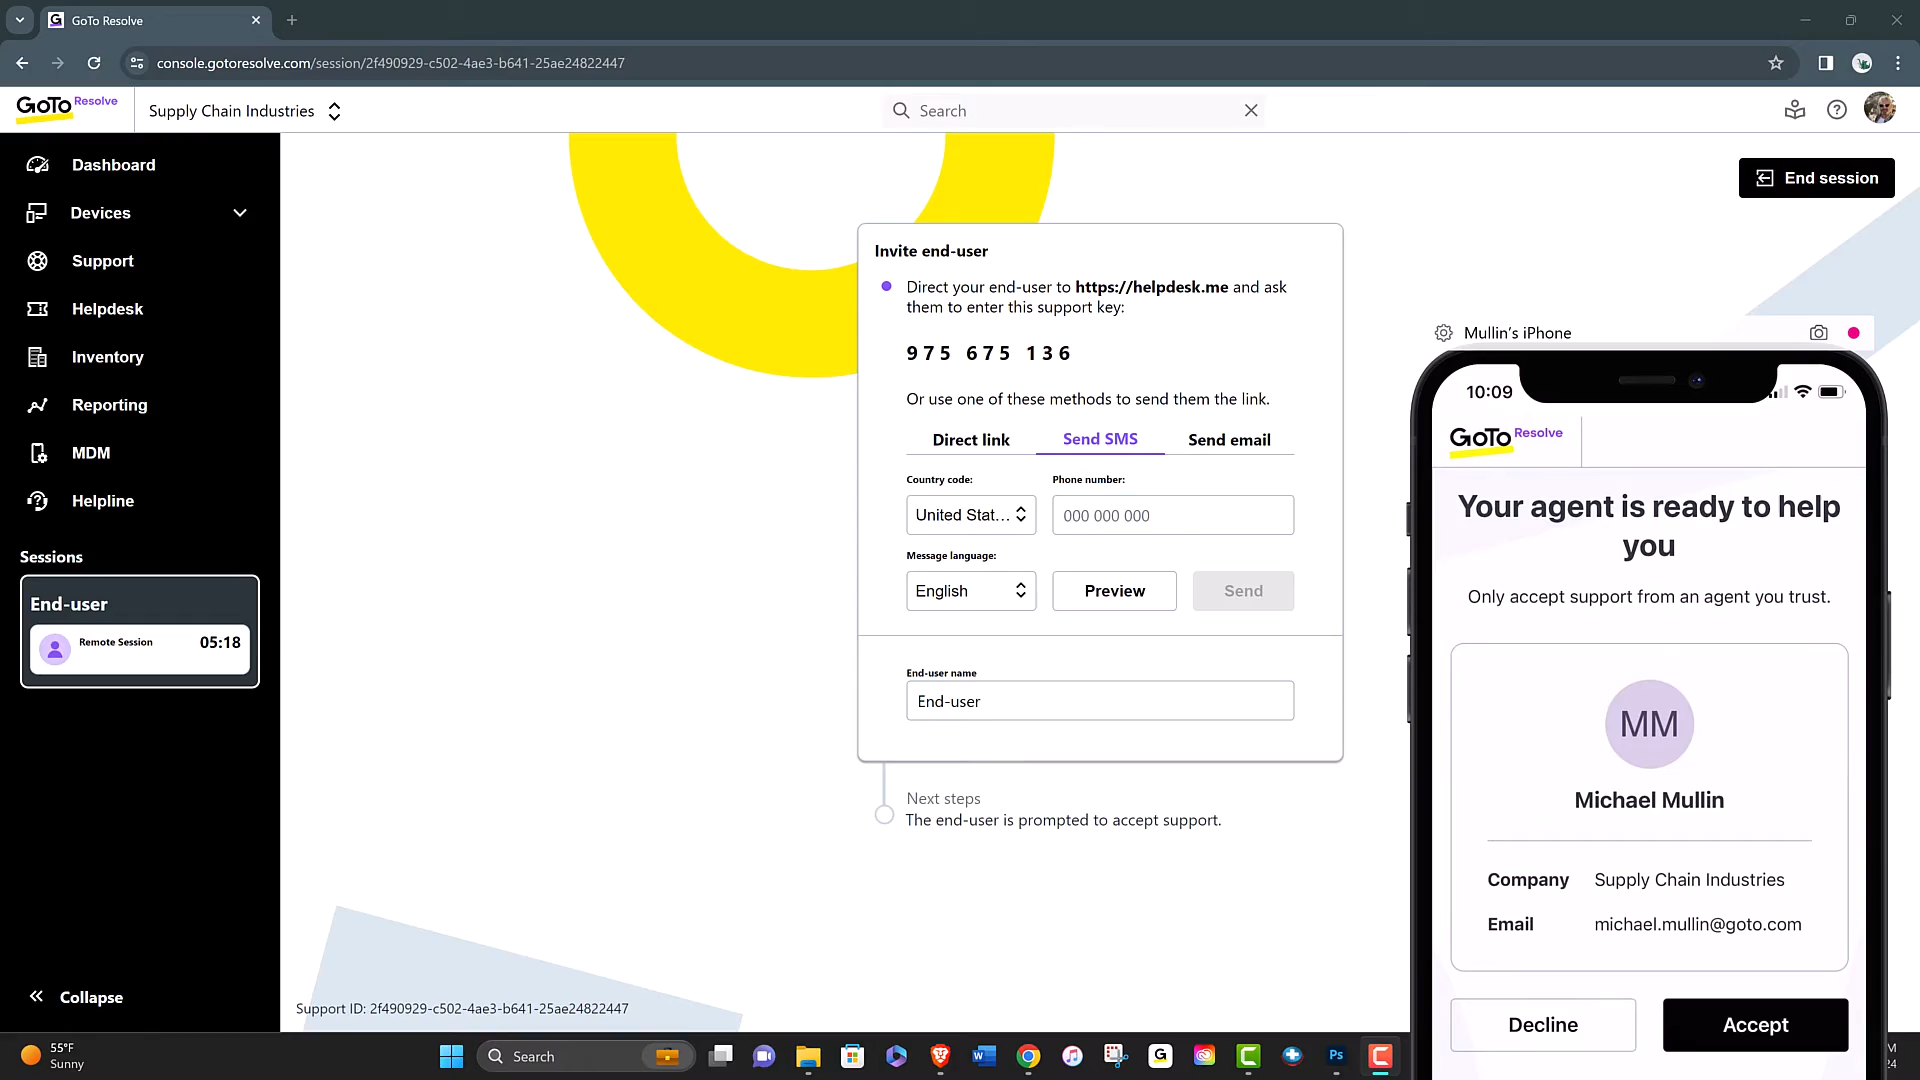 GoTo Resolve
console.gotoresolve.com/session/2f490929-c502-4ae3-b641-25ae24822447
GoTo Resolve
Supply Chain Industries
Search
Dashboard
Devices
Support
Helpdesk
Inventory
Reporting
MDM
Helpline
Sessions
End-user
Remote Session
05:18
Collapse
End session
Invite end-user
Direct your end-user to https://helpdesk.me and ask
them to enter this support key:
975 675 136
Or use one of these methods to send them the link.
Direct link
Send SMS
Send email
Country code:
Phone number:
United Stat...
000 000 000
Message language:
English
Preview
Send
End-user name
End-user
Next steps
The end-user is prompted to accept support.
Support ID: 2f490929-c502-4ae3-b641-25ae24822447
Mullin's iPhone
10:09
GoTo Resolve
Your agent is ready to help
you
Only accept support from an agent you trust.
MM
Michael Mullin
Company Supply Chain Industries
Email michael.mullin@goto.com
Decline
Accept
55°F
Sunny
Search